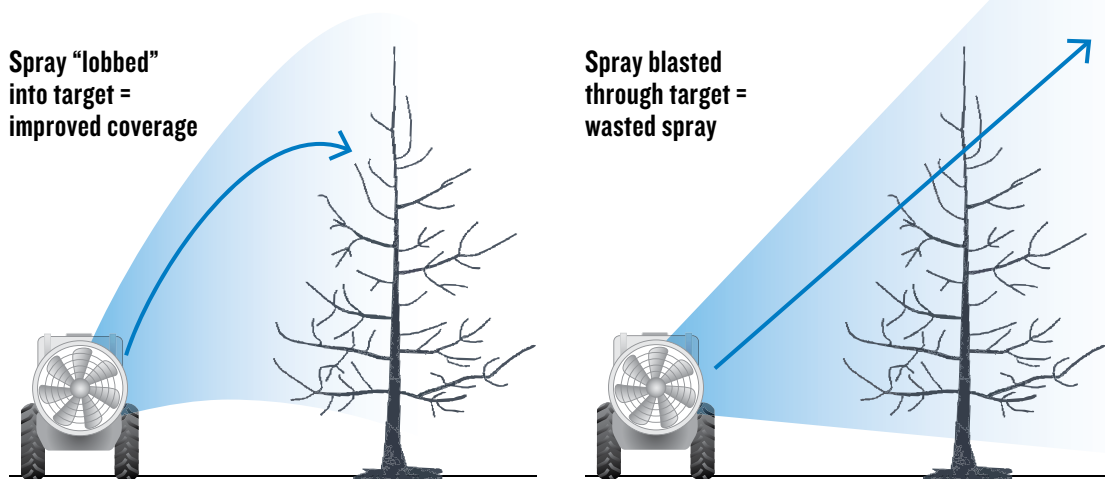 Spray “lobbed”
into target =
improved coverage
Spray blasted
through target =
wasted spray